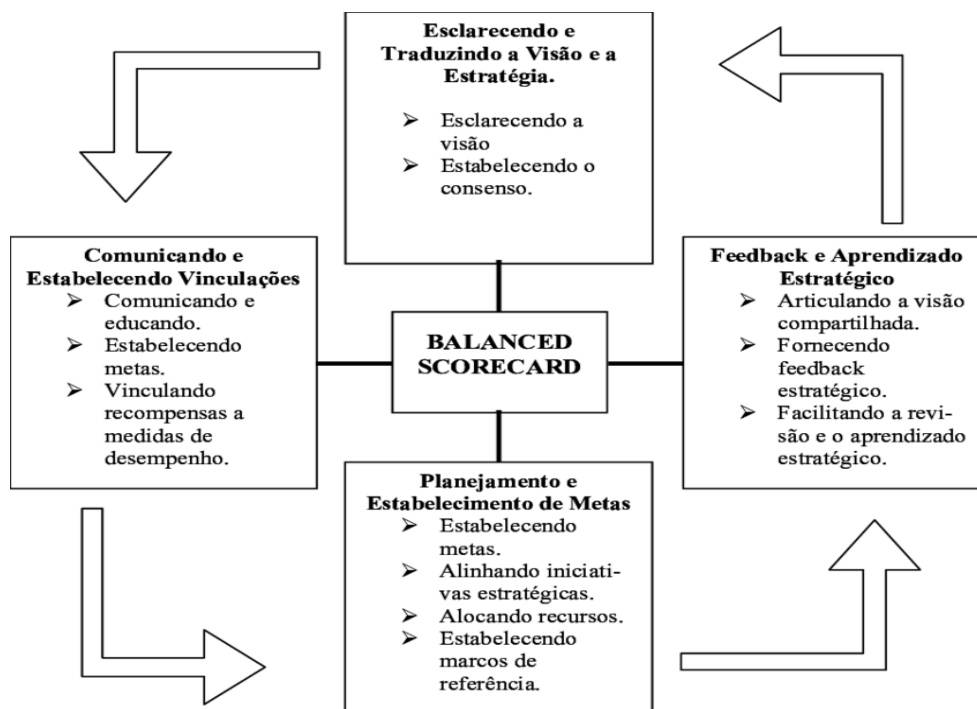 Esclarecendo e
Traduzindo a Visão e a
Estratégia.
➤ Esclarecendo a
visão
➤ Estabelecendo o
consenso.
Comunicando e
Estabelecendo Vinculações
➤ Comunicando e
educando.
➤ Estabelecendo
metas.
➤ Vinculando
recompensas a
medidas de
desempenho.
BALANCED
SCORECARD
Feedback e Aprendizado
Estratégico
➤ Articulando a visão
compartilhada.
➤ Fornecendo
feedback
estratégico.
➤ Facilitando a revi-
são e o aprendizado
estratégico.
Planejamento e
Estabelecimento de Metas
➤ Estabelecendo
metas.
➤ Alinhando iniciati-
vas estratégicas.
➤ Alocando recursos.
➤ Estabelecendo
marcos de
referência.